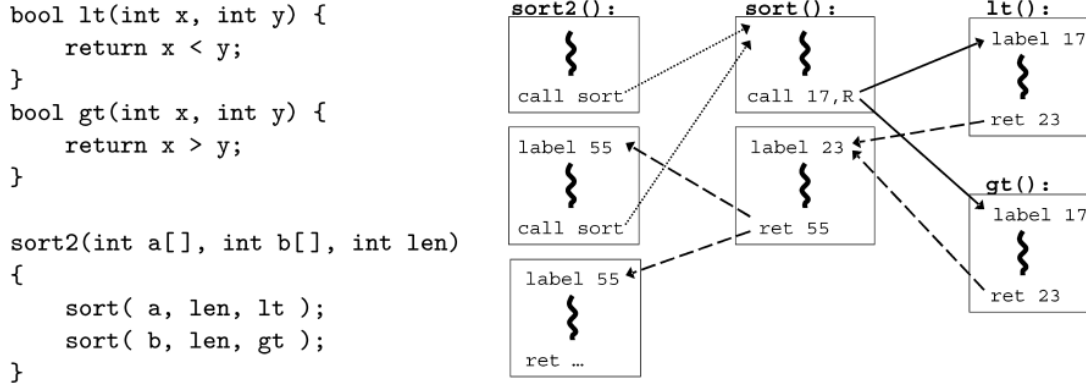 bool lt(int x, int y) {
    return x < y;
}
bool gt(int x, int y) {
    return x > y;
}
sort2(int a[], int b[], int len)
{
    sort( a, len, lt );
    sort( b, len, gt );
}
sort2():
call sort
label 55
call sort
label 55
ret …
sort():
call 17,R
label 23
ret 55
lt():
label 17
ret 23
gt():
label 17
ret 23